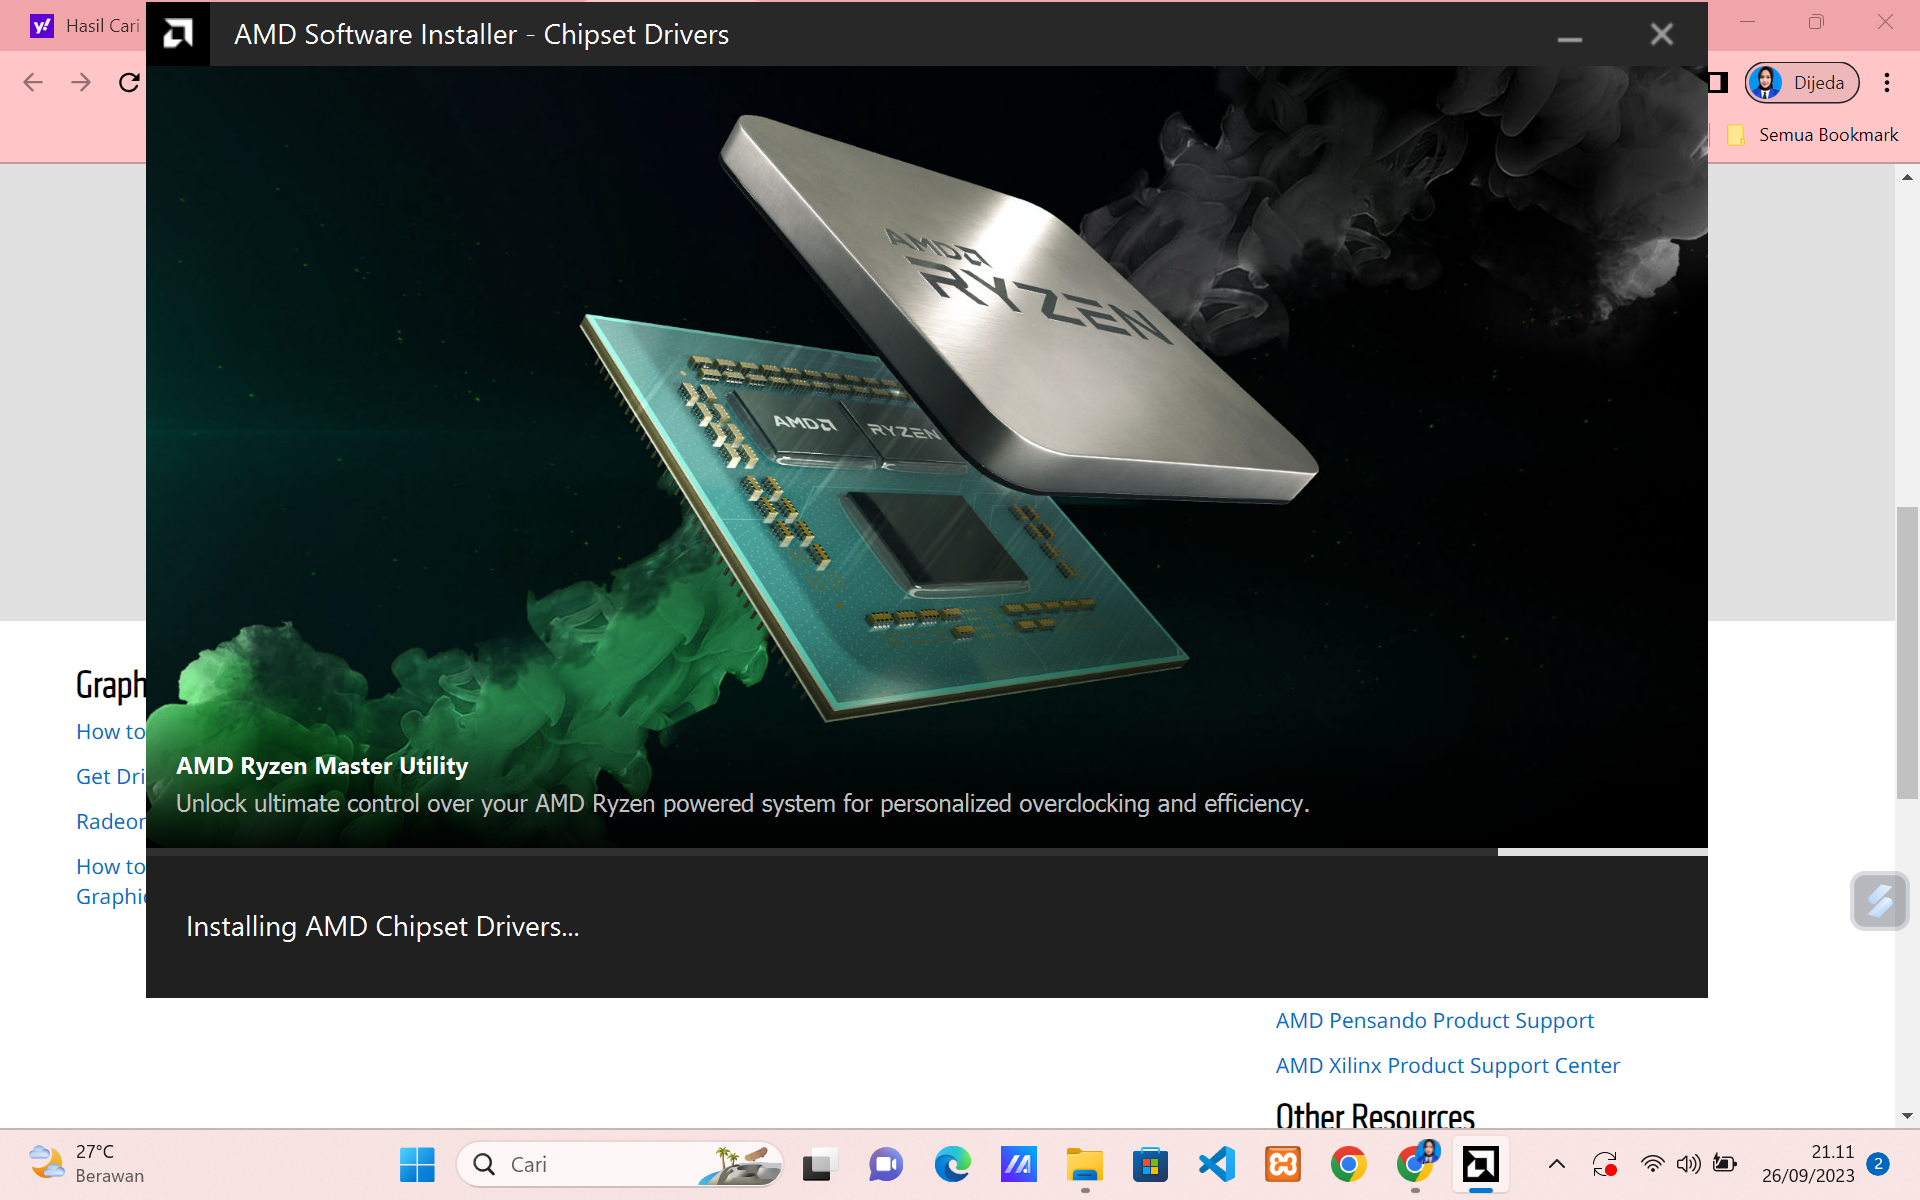 Hasil Cari
AMD Software Installer - Chipset Drivers
Dijeda
Semua Bookmark
AMD
RYZEN
AMD
RYZEN
Graph
How to
Get Dri
Radeon
How to
Graphic
AMD Ryzen Master Utility
Unlock ultimate control over your AMD Ryzen powered system for personalized overclocking and efficiency.
Installing AMD Chipset Drivers...
AMD Pensando Product Support
AMD Xilinx Product Support Center
Other Resources
27°C
Berawan
Cari
21.11
26/09/2023
2